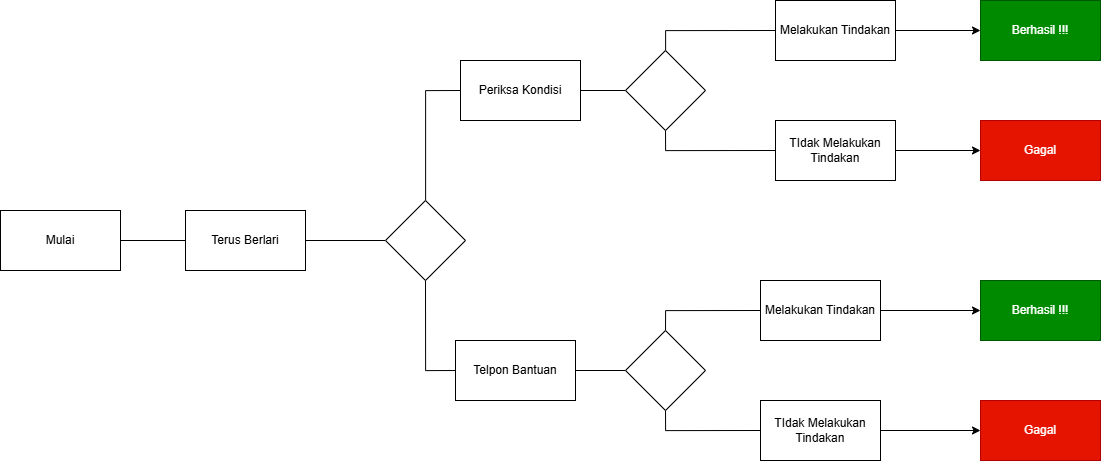 Melakukan Tindakan
Berhasil !!!
Periksa Kondisi
TIdak Melakukan
Tindakan
Gagal
Mulai
Terus Berlari
Melakukan Tindakan
Berhasil !!!
Telpon Bantuan
TIdak Melakukan
Tindakan
Gagal